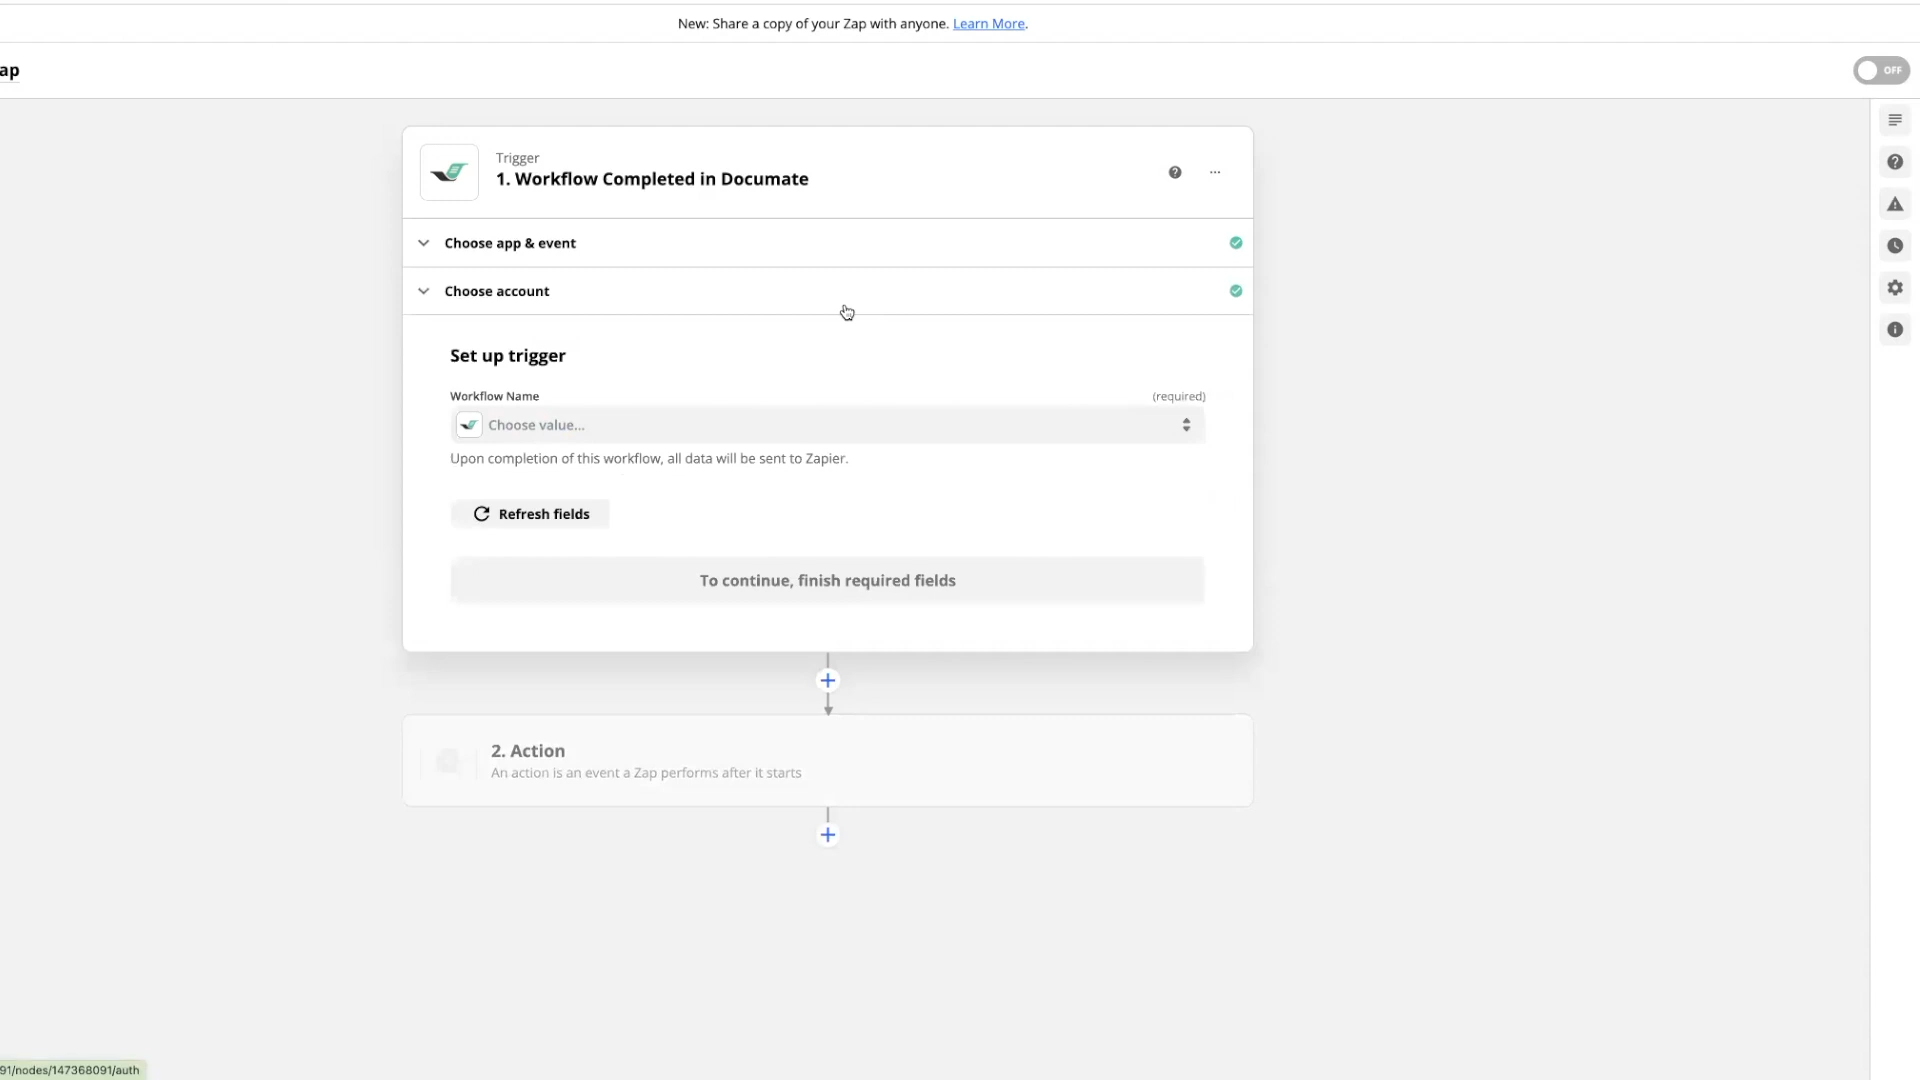 New: Share a copy of your Zap with anyone. Learn More.
ap
OFF
Trigger
1. Workflow Completed in Documate
Choose app & event
Choose account
Set up trigger
Workflow Name
(required)
Choose value...
Upon completion of this workflow, all data will be sent to Zapier.
Refresh fields
To continue, finish required fields
2. Action
An action is an event a Zap performs after it starts
91/nodes/147368091/auth